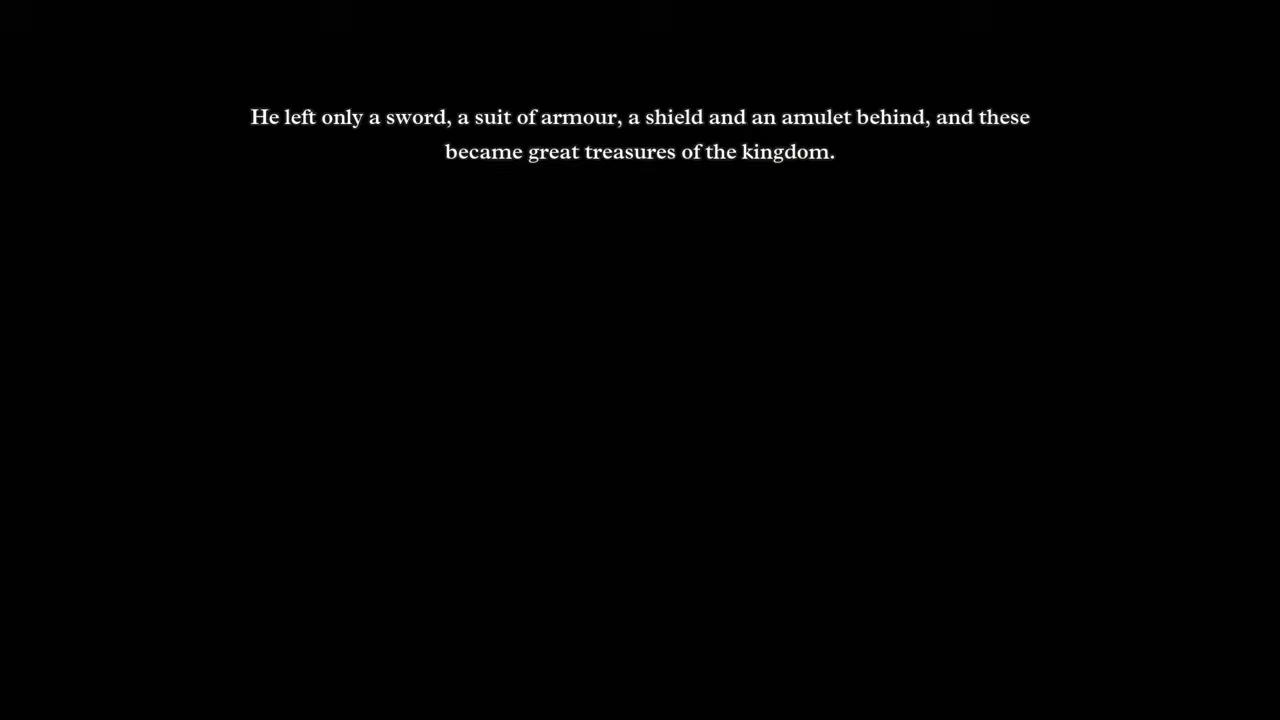 He left only a sword, a suit of armour, a shield and an amulet behind, and these
became great treasures of the kingdom.